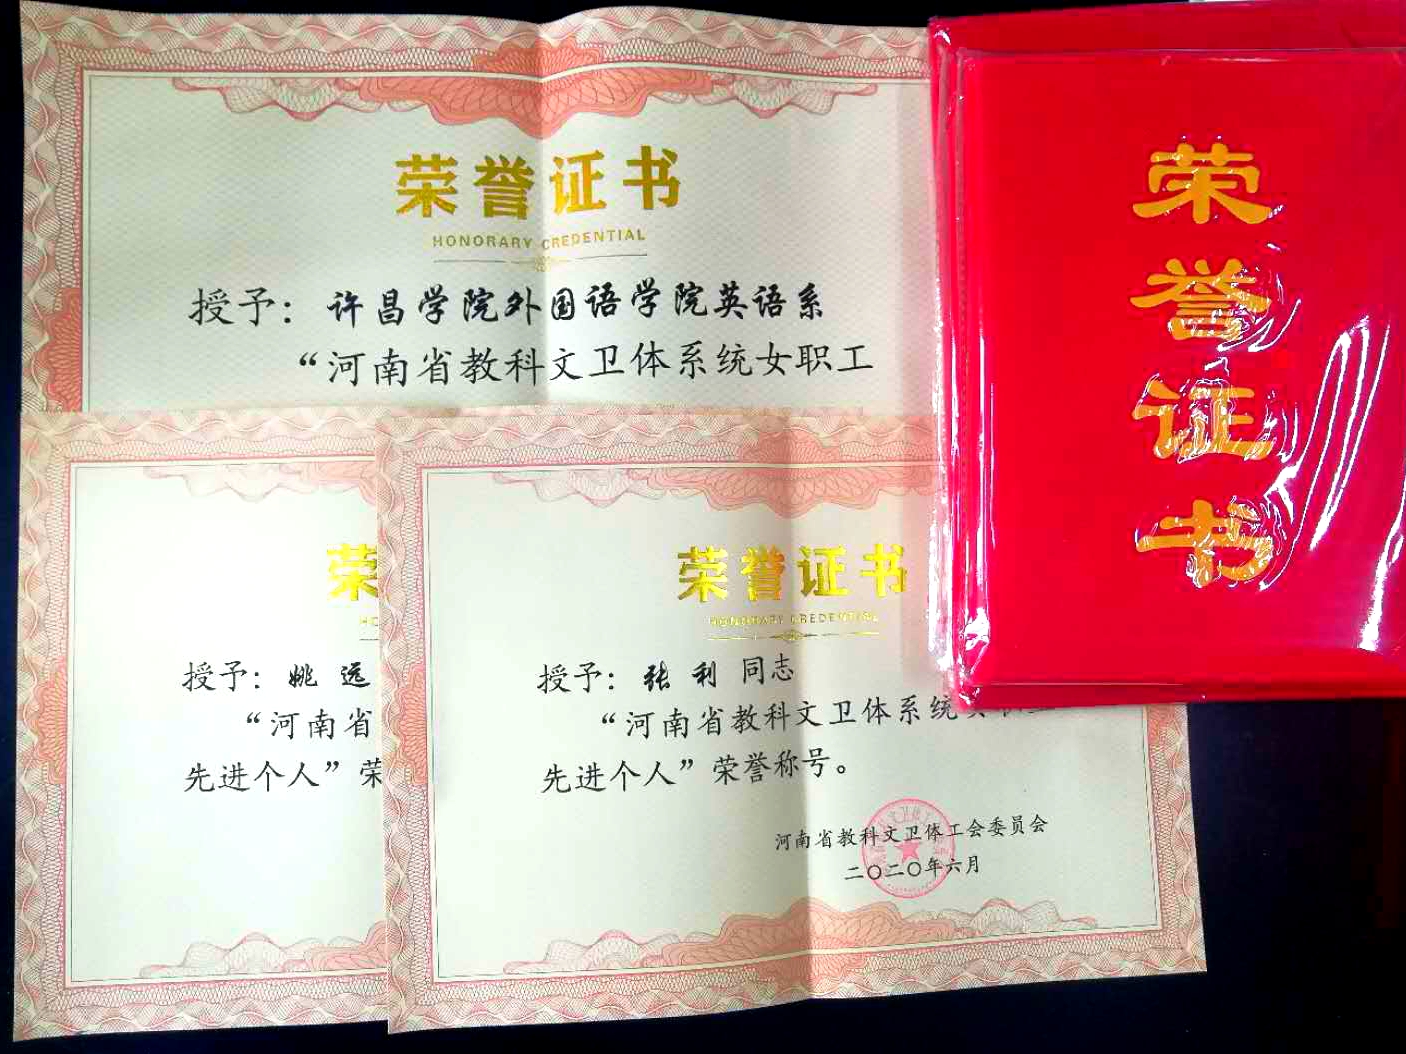 荣誉证书
HONORARY CREDENTIAL
授予：许昌学院外国语学院英语系
“河南省教科文卫体系统女职工
荣
誉
证
书
荣
授予：姚远
“河南省
先进个人”荣
荣誉证书
HONORARY CREDENTIAL
授予：张利 同志
“河南省教科文卫体系统
先进个人”荣誉称号。
河南省教科文卫体工会委员会
二〇二〇年六月